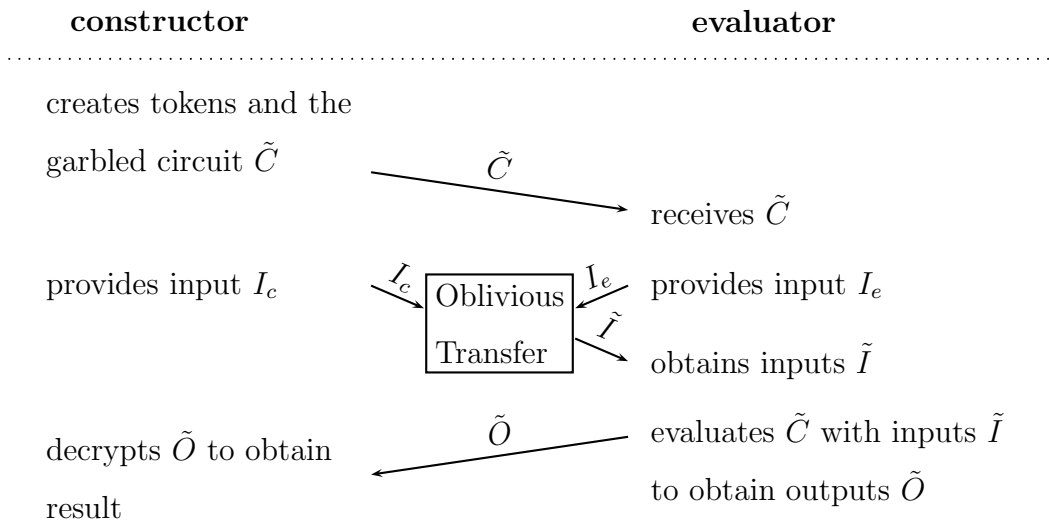 constructor evaluator
creates tokens and the
garbled circuit C̃
C̃
receives C̃
provides input I_c
I_c
Oblivious
Transfer
I_e
provides input I_e
Ĩ
obtains inputs Ĩ
evaluates C̃ with inputs Ĩ
to obtain outputs Õ
Õ
decrypts Õ to obtain
result